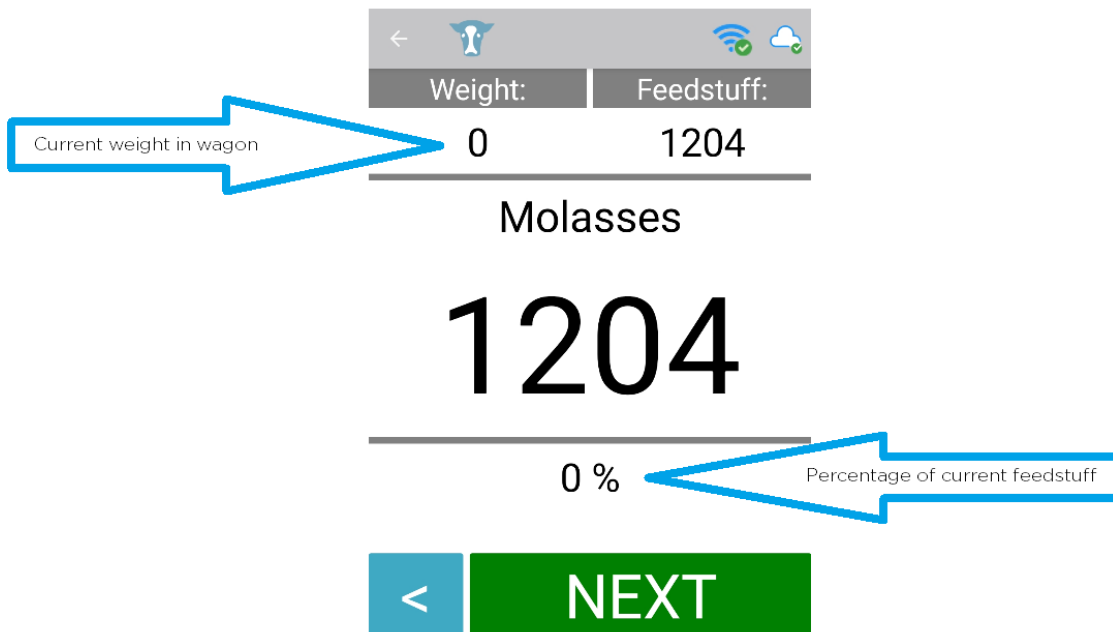 Weight:
Feedstuff:
Current weight in wagon
0
1204
Molasses
1204
0 %
Percentage of current feedstuff
<
NEXT